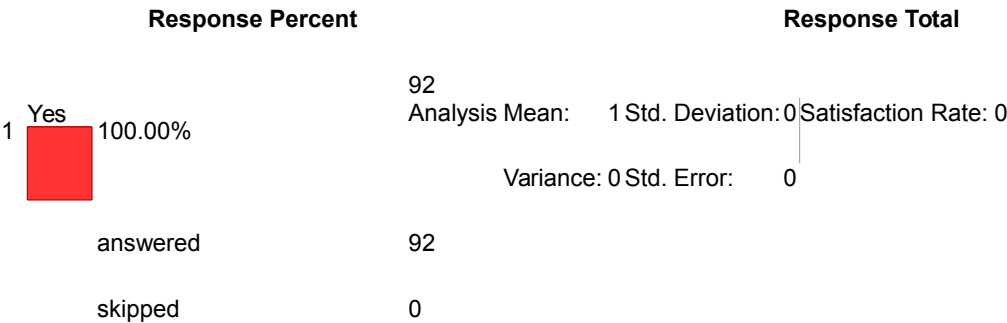 Response Percent Response Total
92
Yes
1 100.00% Analysis Mean: 1 Std. Deviation: 0 Satisfaction Rate: 0
Variance: 0 Std. Error: 0
answered 92
skipped 0